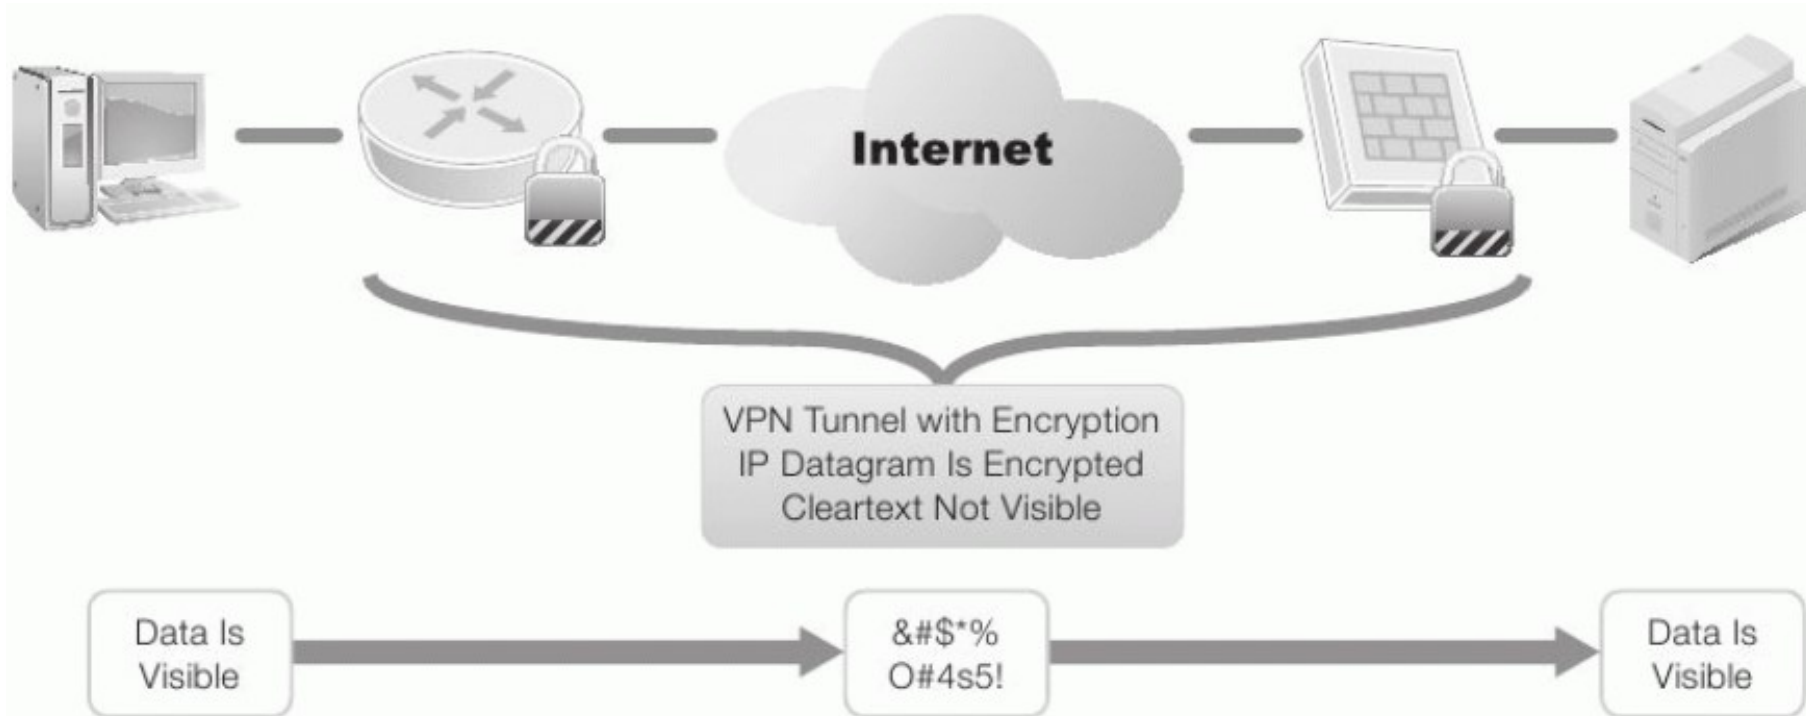 Internet
VPN Tunnel with Encryption
IP Datagram Is Encrypted
Cleartext Not Visible
Data Is
Visible
&#$*%
O#4s5!
Data Is
Visible